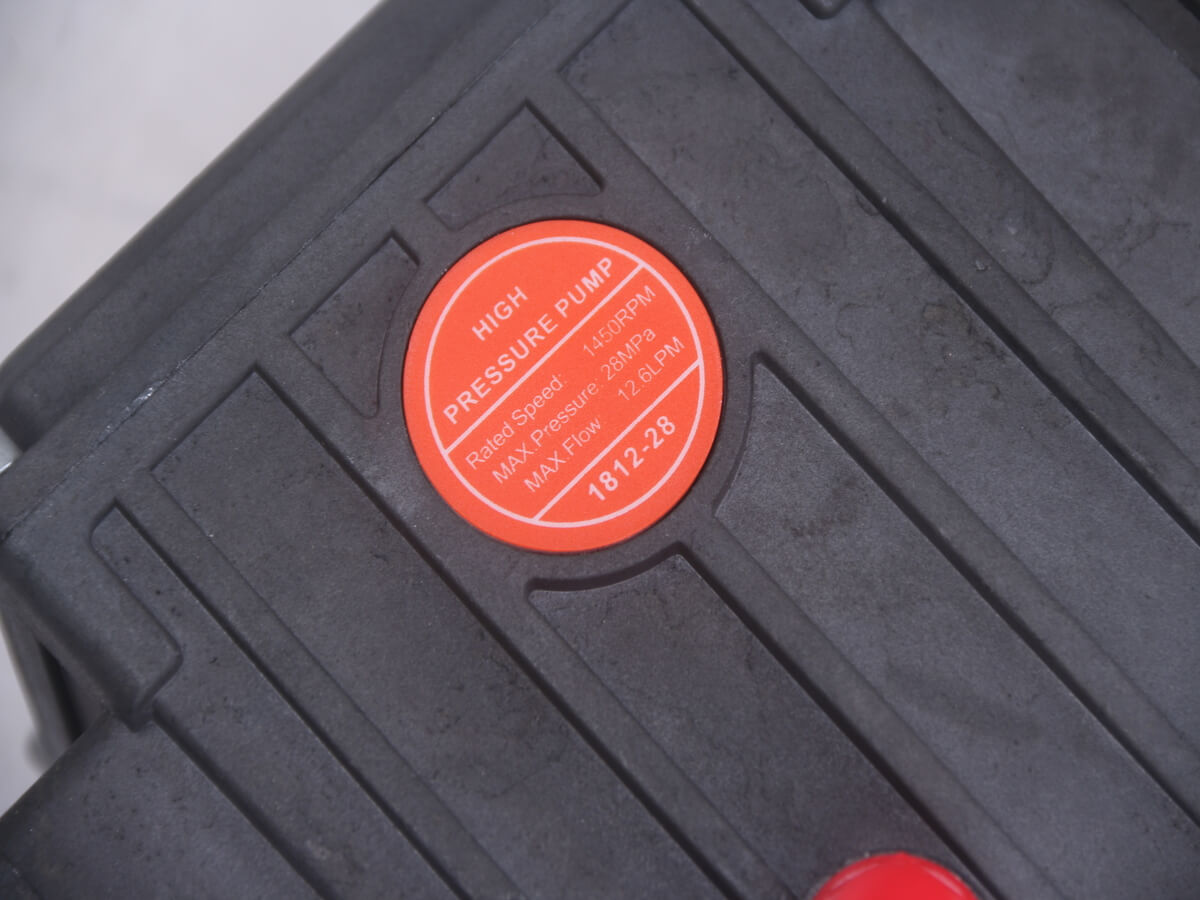 HIGH
PRESSURE PUMP
Rated Speed: 1450RPM
MAX.Pressure: 28MPa
MAX.Flow: 12.6LPM
1812-28